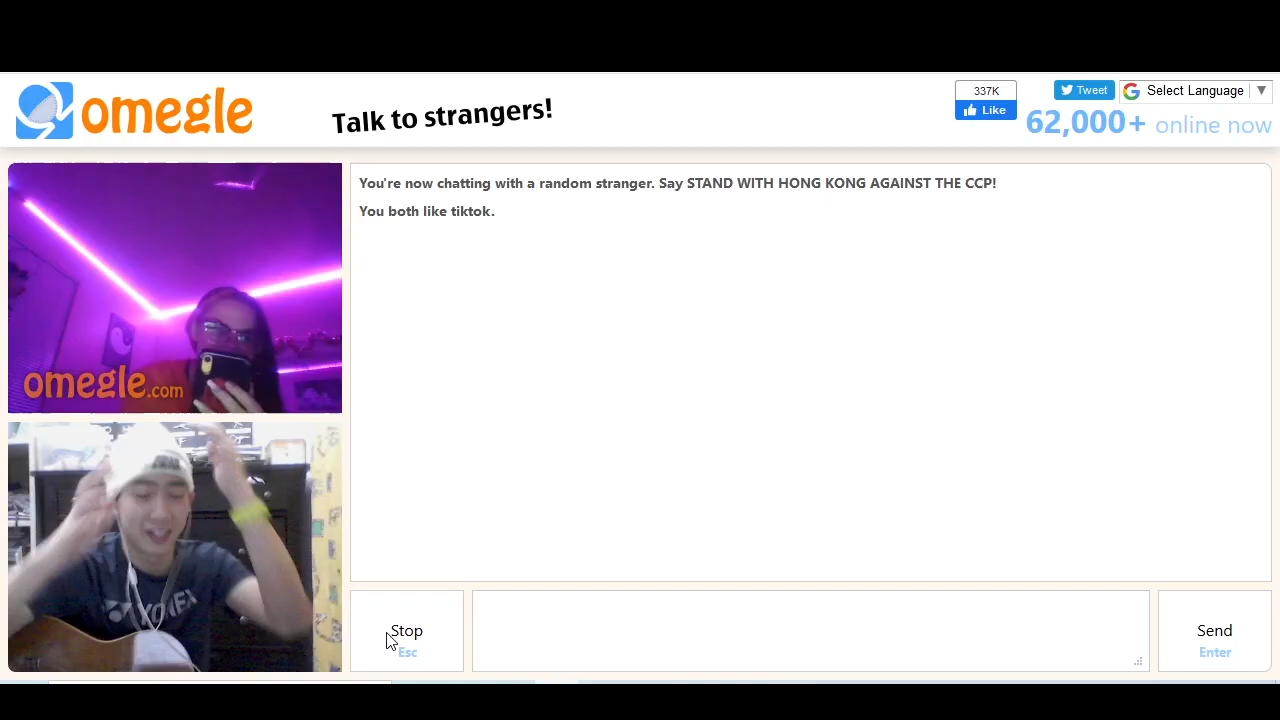 omegle
Talk to strangers!
337K
Like
Tweet
Select Language
62,000+ online now
You're now chatting with a random stranger. Say STAND WITH HONG KONG AGAINST THE CCP!
You both like tiktok.
omegle.com
YONEX
Stop
Esc
Send
Enter